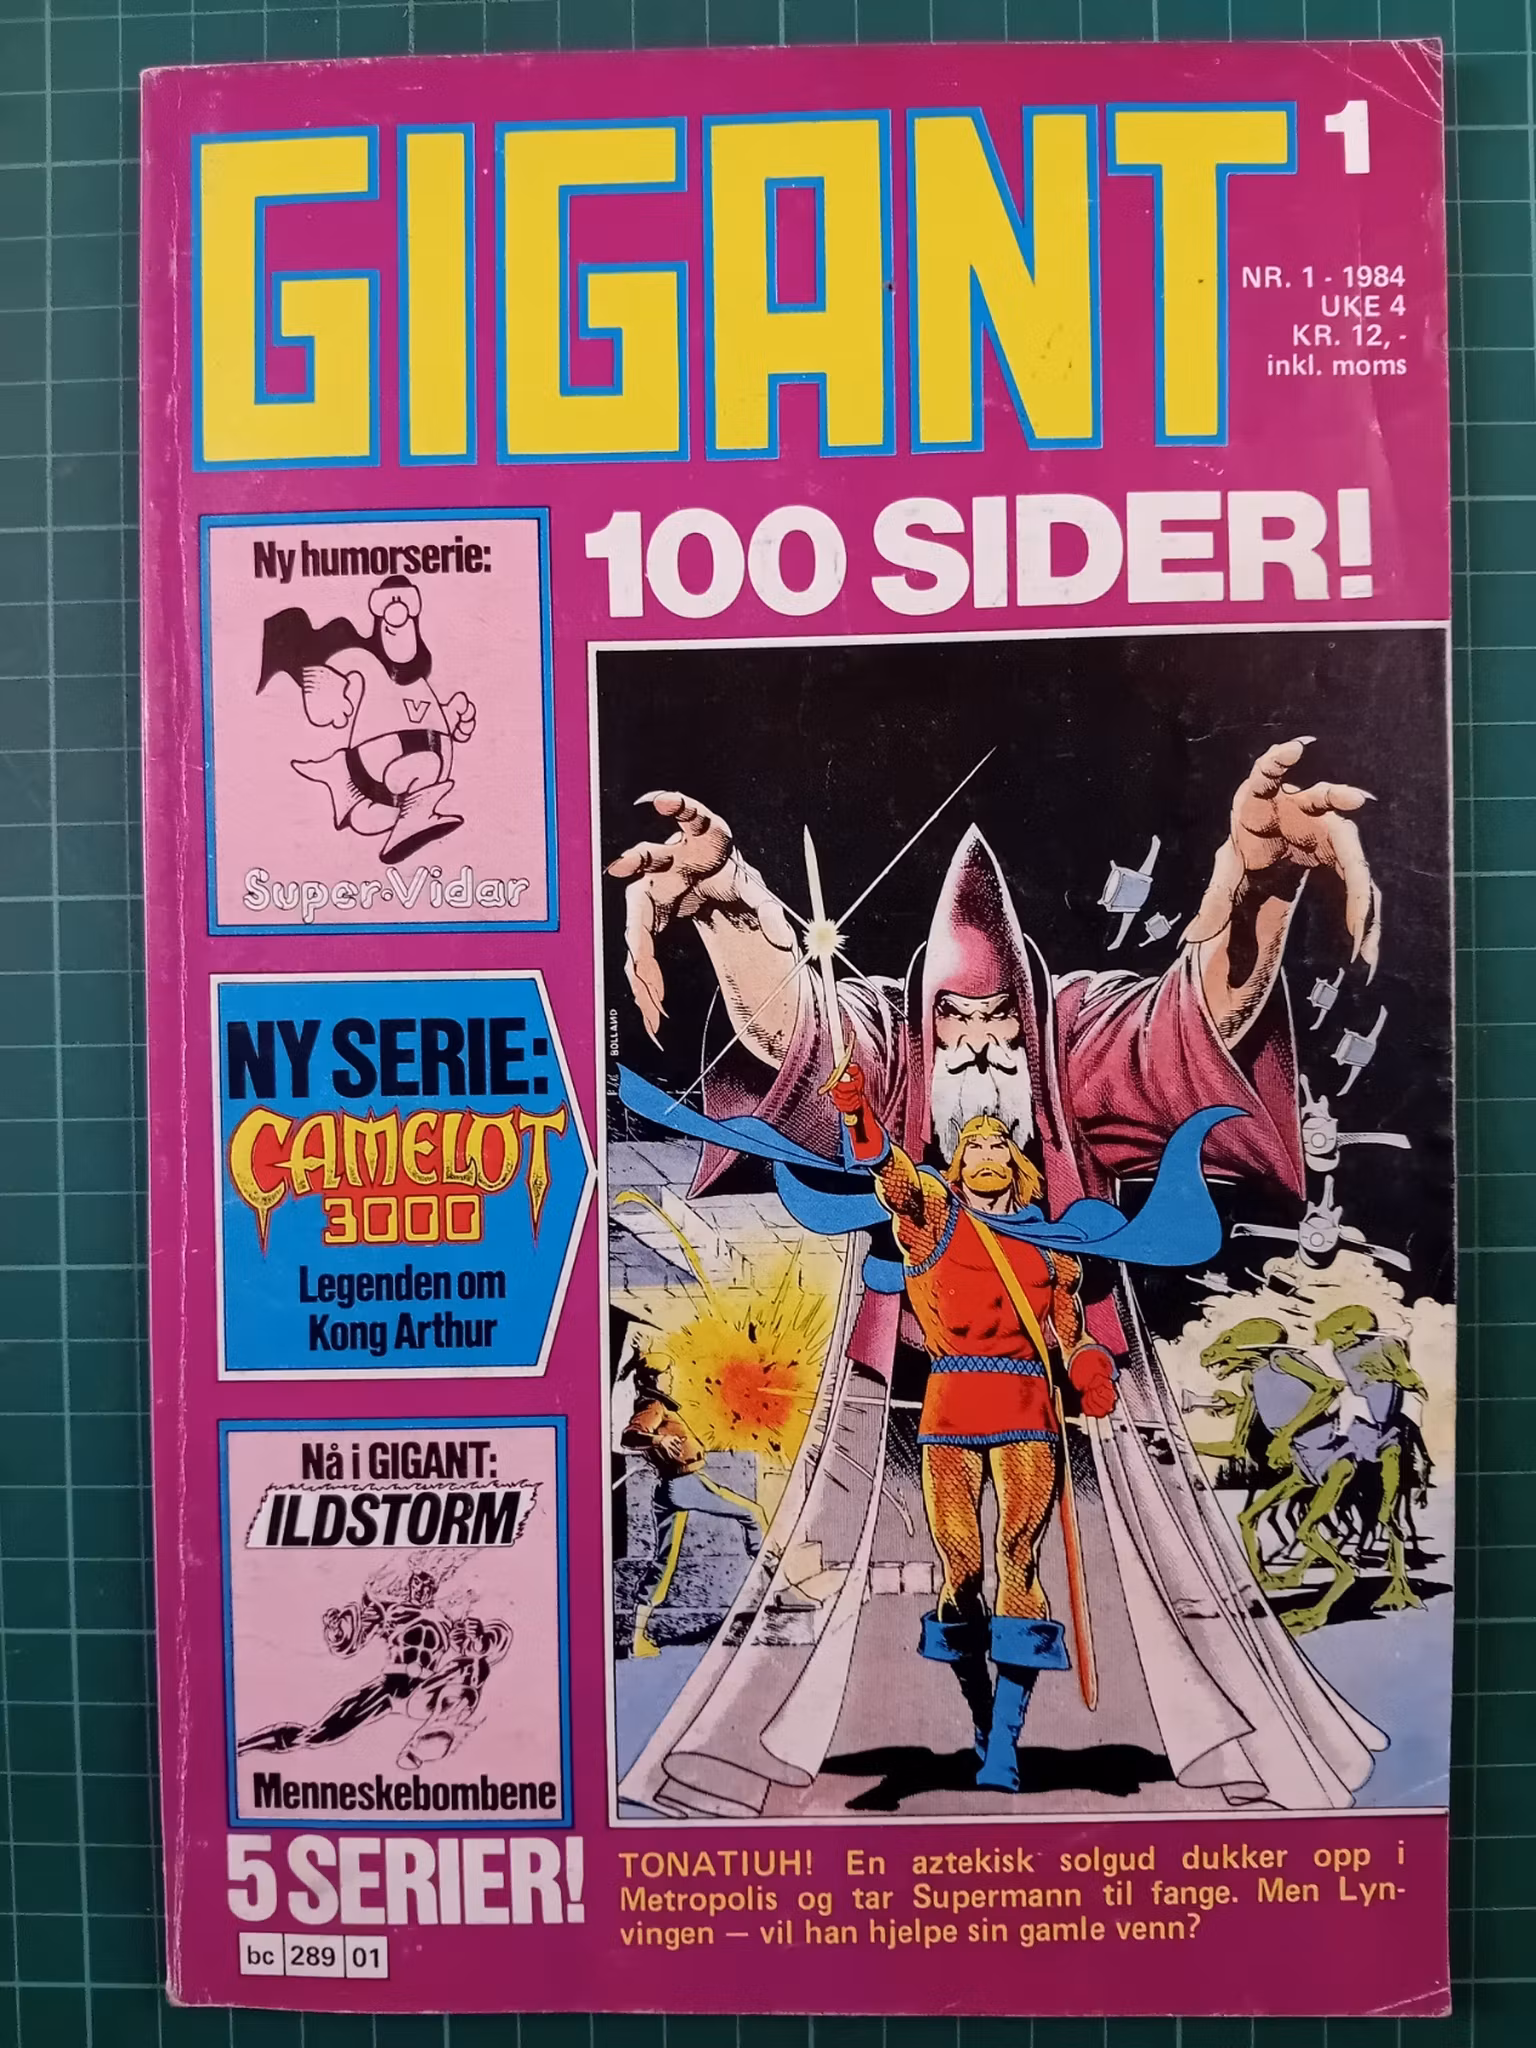 GIGANT
1
NR. 1 - 1984
UKE 4
KR. 12,-
inkl. moms
100 SIDER!
Ny humorserie:
V
Super-Vidar
NY SERIE:
CAMELOT
3000
Legenden om
Kong Arthur
Nå i GIGANT:
ILDSTORM
Menneskebombene
5 SERIER!
bc 289 01
BOLLAND
TONATIUH! En aztekisk solgud dukker opp i
Metropolis og tar Supermann til fange. Men Lyn-
vingen — vil han hjelpe sin gamle venn?